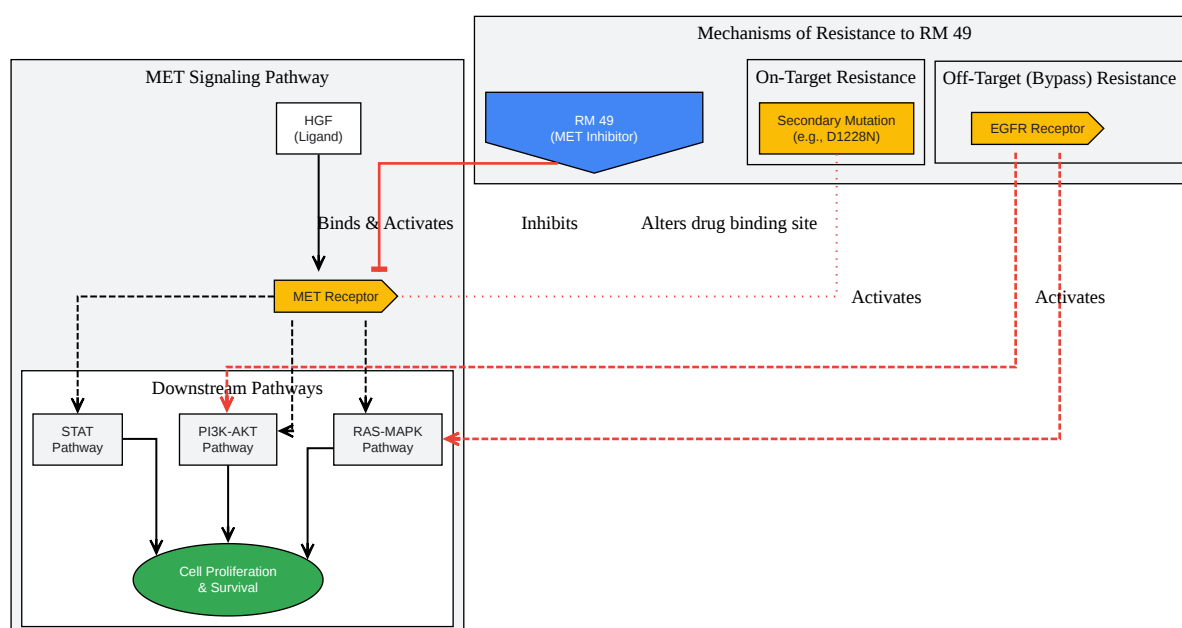 Mechanisms of Resistance to RM 49
MET Signaling Pathway
On-Target Resistance
Off-Target (Bypass) Resistance
HGF
(Ligand)
RM 49
(MET Inhibitor)
Secondary Mutation
(e.g., D1228N)
EGFR Receptor
Binds & Activates
Inhibits
Alters drug binding site
MET Receptor
Activates
Activates
Downstream Pathways
STAT
Pathway
PI3K-AKT
Pathway
RAS-MAPK
Pathway
Cell Proliferation
& Survival